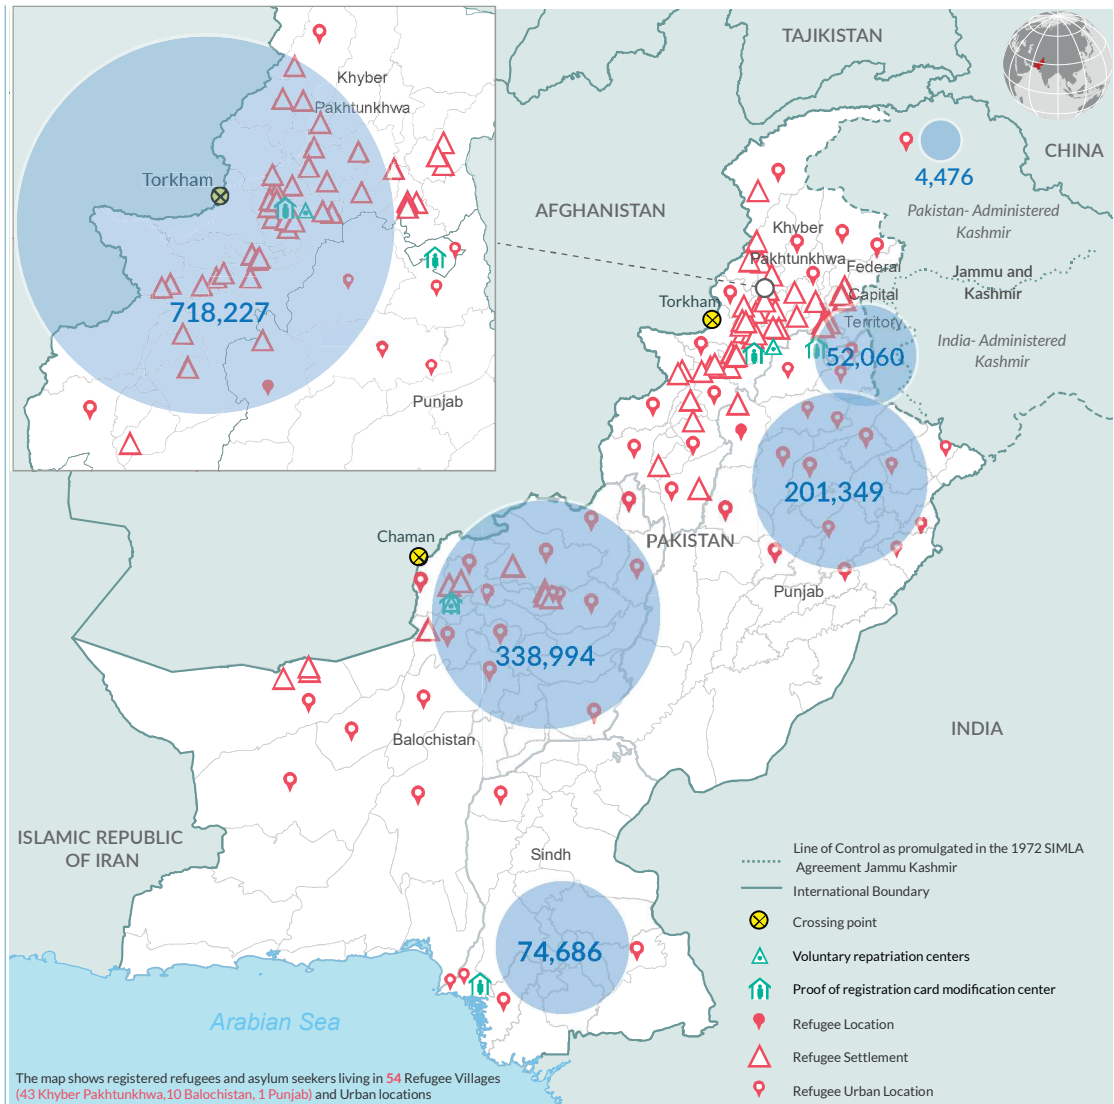 Khyber
Pakhtunkhwa
Torkham
718,227
Punjab
TAJIKISTAN
CHINA
4,476
Pakistan- Administered
Kashmir
AFGHANISTAN
Khyber
Pakhtunkhwa
Federal
Capital
Territory
Jammu and
Kashmir
Torkham
India- Administered
Kashmir
52,060
201,349
Chaman
PAKISTAN
Punjab
338,994
Balochistan
INDIA
ISLAMIC REPUBLIC
OF IRAN
Sindh
74,686
Arabian Sea
Line of Control as promulgated in the 1972 SIMLA
Agreement Jammu Kashmir
International Boundary
Crossing point
Voluntary repatriation centers
Proof of registration card modification center
Refugee Location
Refugee Settlement
Refugee Urban Location
The map shows registered refugees and asylum seekers living in 54 Refugee Villages
(43 Khyber Pakhtunkhwa,10 Balochistan, 1 Punjab) and Urban locations